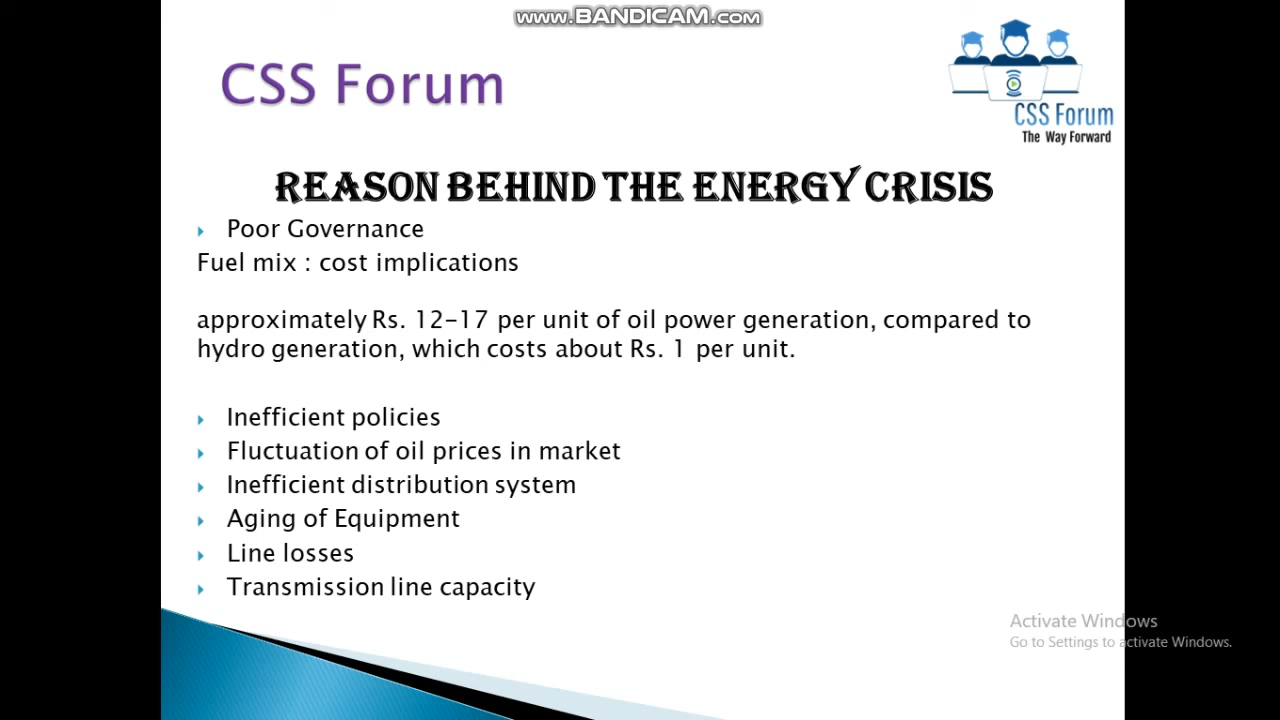 www.BANDICAM.com
CSS Forum
CSS Forum
The Way Forward
REASON BEHIND THE ENERGY CRISIS
Poor Governance
Fuel mix : cost implications
approximately Rs. 12-17 per unit of oil power generation, compared to
hydro generation, which costs about Rs. 1 per unit.
Inefficient policies
Fluctuation of oil prices in market
Inefficient distribution system
Aging of Equipment
Line losses
Transmission line capacity
Activate Windows
Go to Settings to activate Windows.